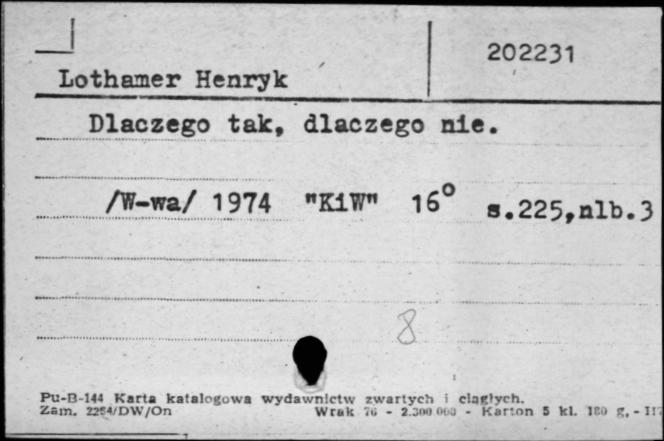 202231
Lothamer Henryk
Dlaczego tak, dlaczego nie.
/W-wa/ 1974 "KiW" 16° s.225,nlb.3
8
Pu-B-144 Karta katalogowa wydawnictw zwartych i ciągłych.
Zam. 2254/DW/On Wrak 76 - 2.300 000 - Karton 5 kl. 180 g.